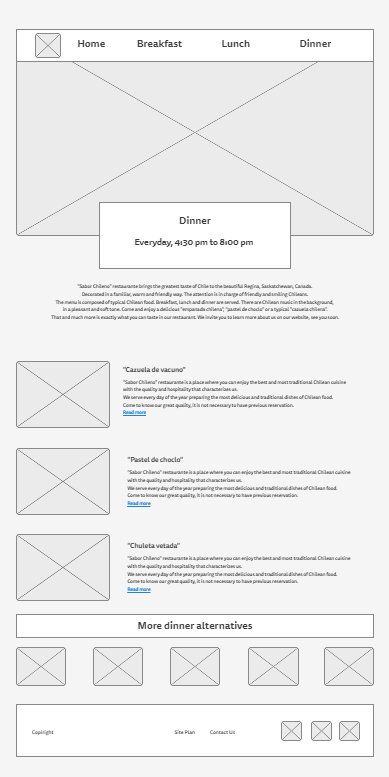 Home Breakfast Lunch Dinner
Dinner
Everyday, 4:30 pm to 8:00 pm
"Sabor Chileno" restaurante brings the greatest taste of Chile to the beautiful Regina, Saskatchewan, Canada.
Decorated in a familiar, warm and friendly way. The attention is in charge of friendly and smiling Chileans.
The menu is composed of typical Chilean food. Breakfast, lunch and dinner are served. There are Chilean music in the background,
in a pleasant and soft tone. Come and enjoy a delicious "empanada chilena", "pastel de choclo" or a typical "cazuela chilena".
That and much more is exactly what you can taste in our restaurant. We invite you to learn more about us on our website, see you soon.
"Cazuela de vacuno"
"Sabor Chileno" restaurante is a place where you can enjoy the best and most traditional Chilean cuisine
with the quality and hospitality that characterizes us.
We serve every day of the year preparing the most delicious and traditional dishes of Chilean food.
Come to know our great quality, it is not necessary to have previous reservation.
Read more
"Pastel de choclo"
"Sabor Chileno" restaurante is a place where you can enjoy the best and most traditional Chilean cuisine
with the quality and hospitality that characterizes us.
We serve every day of the year preparing the most delicious and traditional dishes of Chilean food.
Come to know our great quality, it is not necessary to have previous reservation.
Read more
"Chuleta vetada"
"Sabor Chileno" restaurante is a place where you can enjoy the best and most traditional Chilean cuisine
with the quality and hospitality that characterizes us.
We serve every day of the year preparing the most delicious and traditional dishes of Chilean food.
Come to know our great quality, it is not necessary to have previous reservation.
Read more
More dinner alternatives
Copiright Site Plan Contact Us